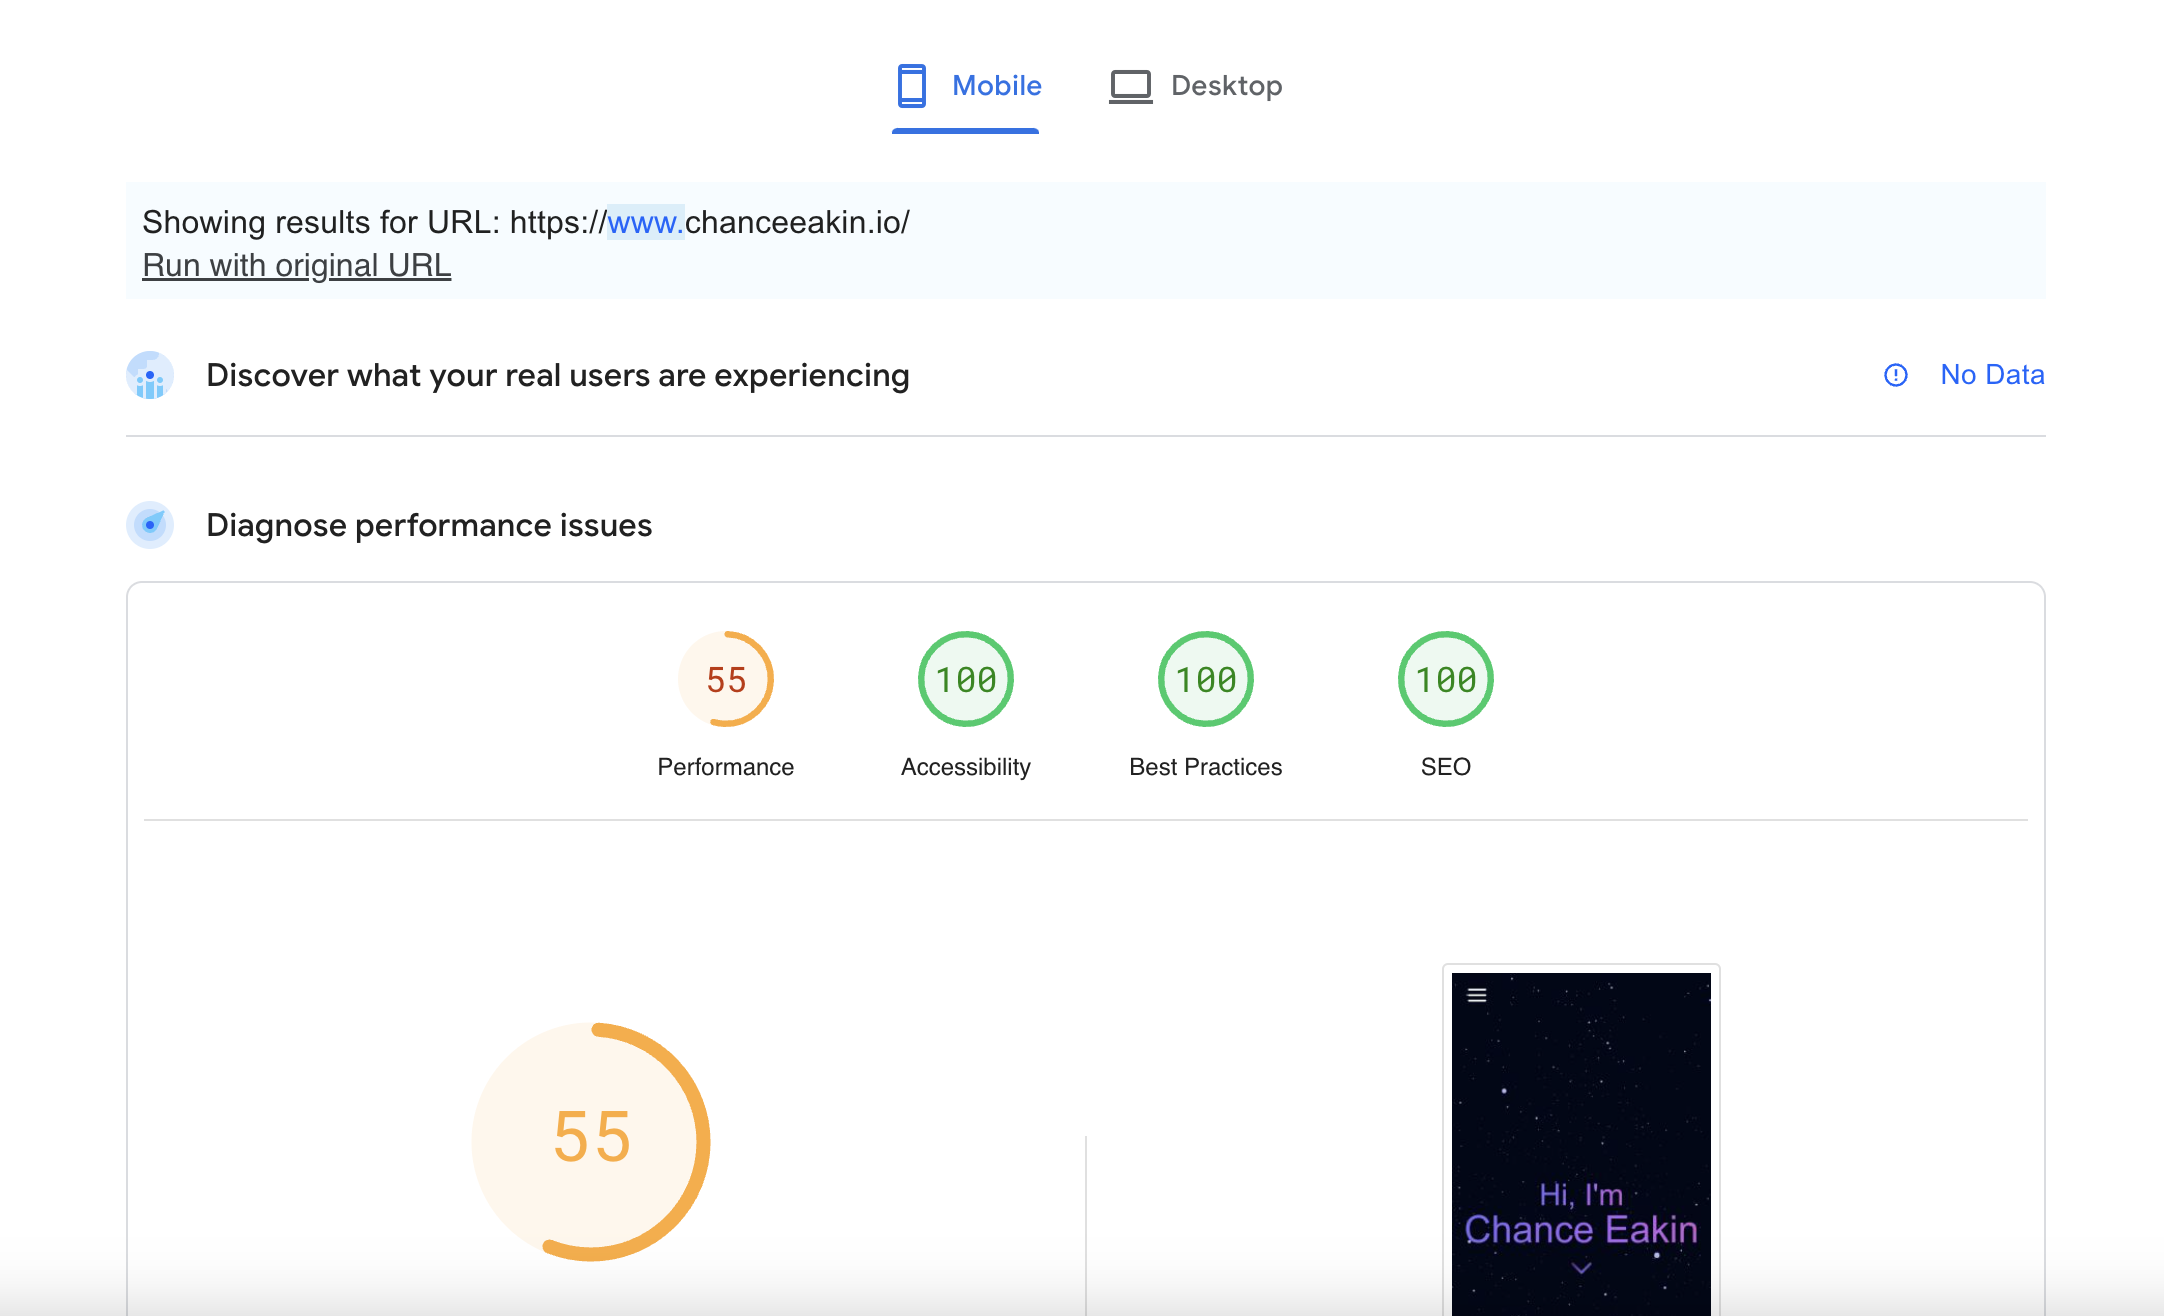 Mobile
Desktop
Showing results for URL: https://www.chanceeakin.io/
Run with original URL
Discover what your real users are experiencing
No Data
Diagnose performance issues
55
100
100
100
Performance
Accessibility
Best Practices
SEO
55
Hi, I'm
Chance Eakin